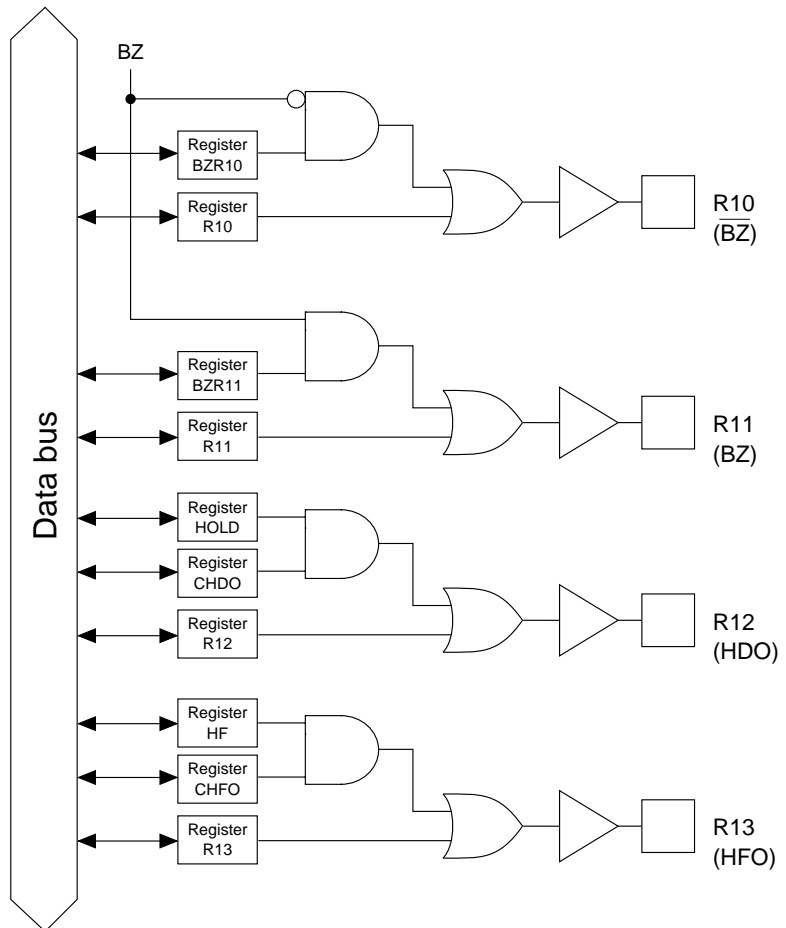 BZ
Register
BZR10
Register
R10
R10
(BZ)
Register
BZR11
Register
R11
R11
(BZ)
Data bus
Register
HOLD
Register
CHDO
Register
R12
R12
(HDO)
Register
HF
Register
CHFO
Register
R13
R13
(HFO)